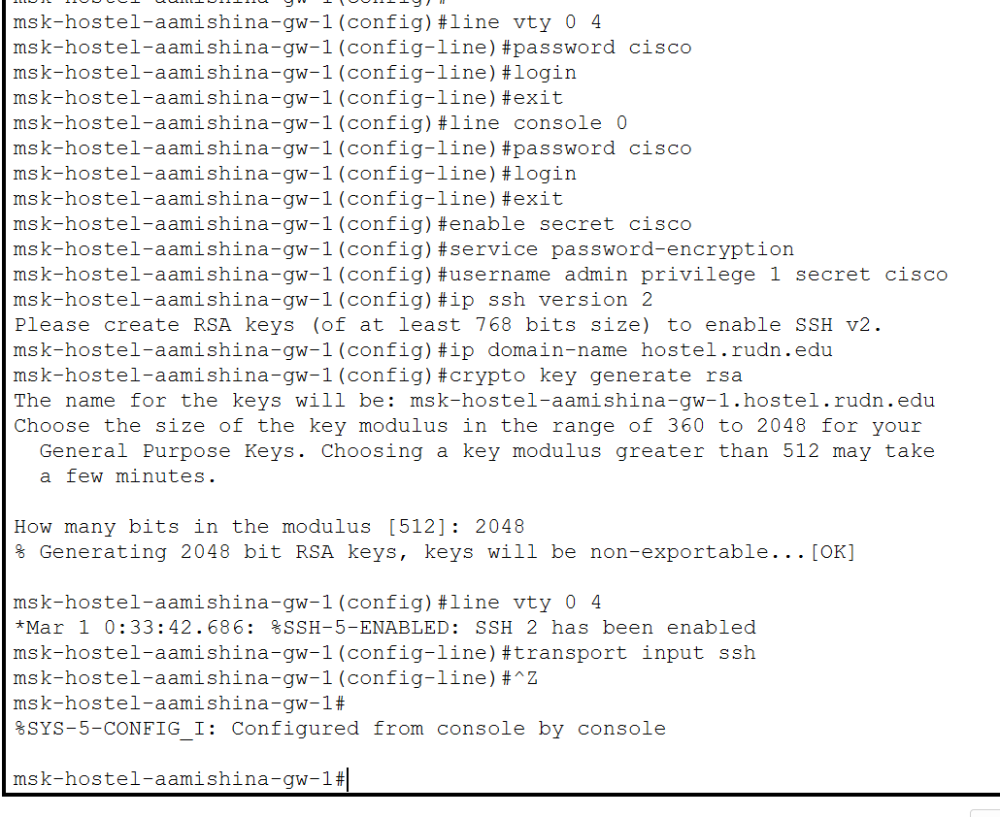 msk-hostel-aamishina-gw-1(config)#
msk-hostel-aamishina-gw-1(config)#line vty 0 4
msk-hostel-aamishina-gw-1(config-line)#password cisco
msk-hostel-aamishina-gw-1(config-line)#login
msk-hostel-aamishina-gw-1(config-line)#exit
msk-hostel-aamishina-gw-1(config)#line console 0
msk-hostel-aamishina-gw-1(config-line)#password cisco
msk-hostel-aamishina-gw-1(config-line)#login
msk-hostel-aamishina-gw-1(config-line)#exit
msk-hostel-aamishina-gw-1(config)#enable secret cisco
msk-hostel-aamishina-gw-1(config)#service password-encryption
msk-hostel-aamishina-gw-1(config)#username admin privilege 1 secret cisco
msk-hostel-aamishina-gw-1(config)#ip ssh version 2
Please create RSA keys (of at least 768 bits size) to enable SSH v2.
msk-hostel-aamishina-gw-1(config)#ip domain-name hostel.rudn.edu
msk-hostel-aamishina-gw-1(config)#crypto key generate rsa
The name for the keys will be: msk-hostel-aamishina-gw-1.hostel.rudn.edu
Choose the size of the key modulus in the range of 360 to 2048 for your
  General Purpose Keys. Choosing a key modulus greater than 512 may take
  a few minutes.

How many bits in the modulus [512]: 2048
% Generating 2048 bit RSA keys, keys will be non-exportable...[OK]

msk-hostel-aamishina-gw-1(config)#line vty 0 4
*Mar 1 0:33:42.686: %SSH-5-ENABLED: SSH 2 has been enabled
msk-hostel-aamishina-gw-1(config-line)#transport input ssh
msk-hostel-aamishina-gw-1(config-line)#^Z
msk-hostel-aamishina-gw-1#
%SYS-5-CONFIG_I: Configured from console by console

msk-hostel-aamishina-gw-1#